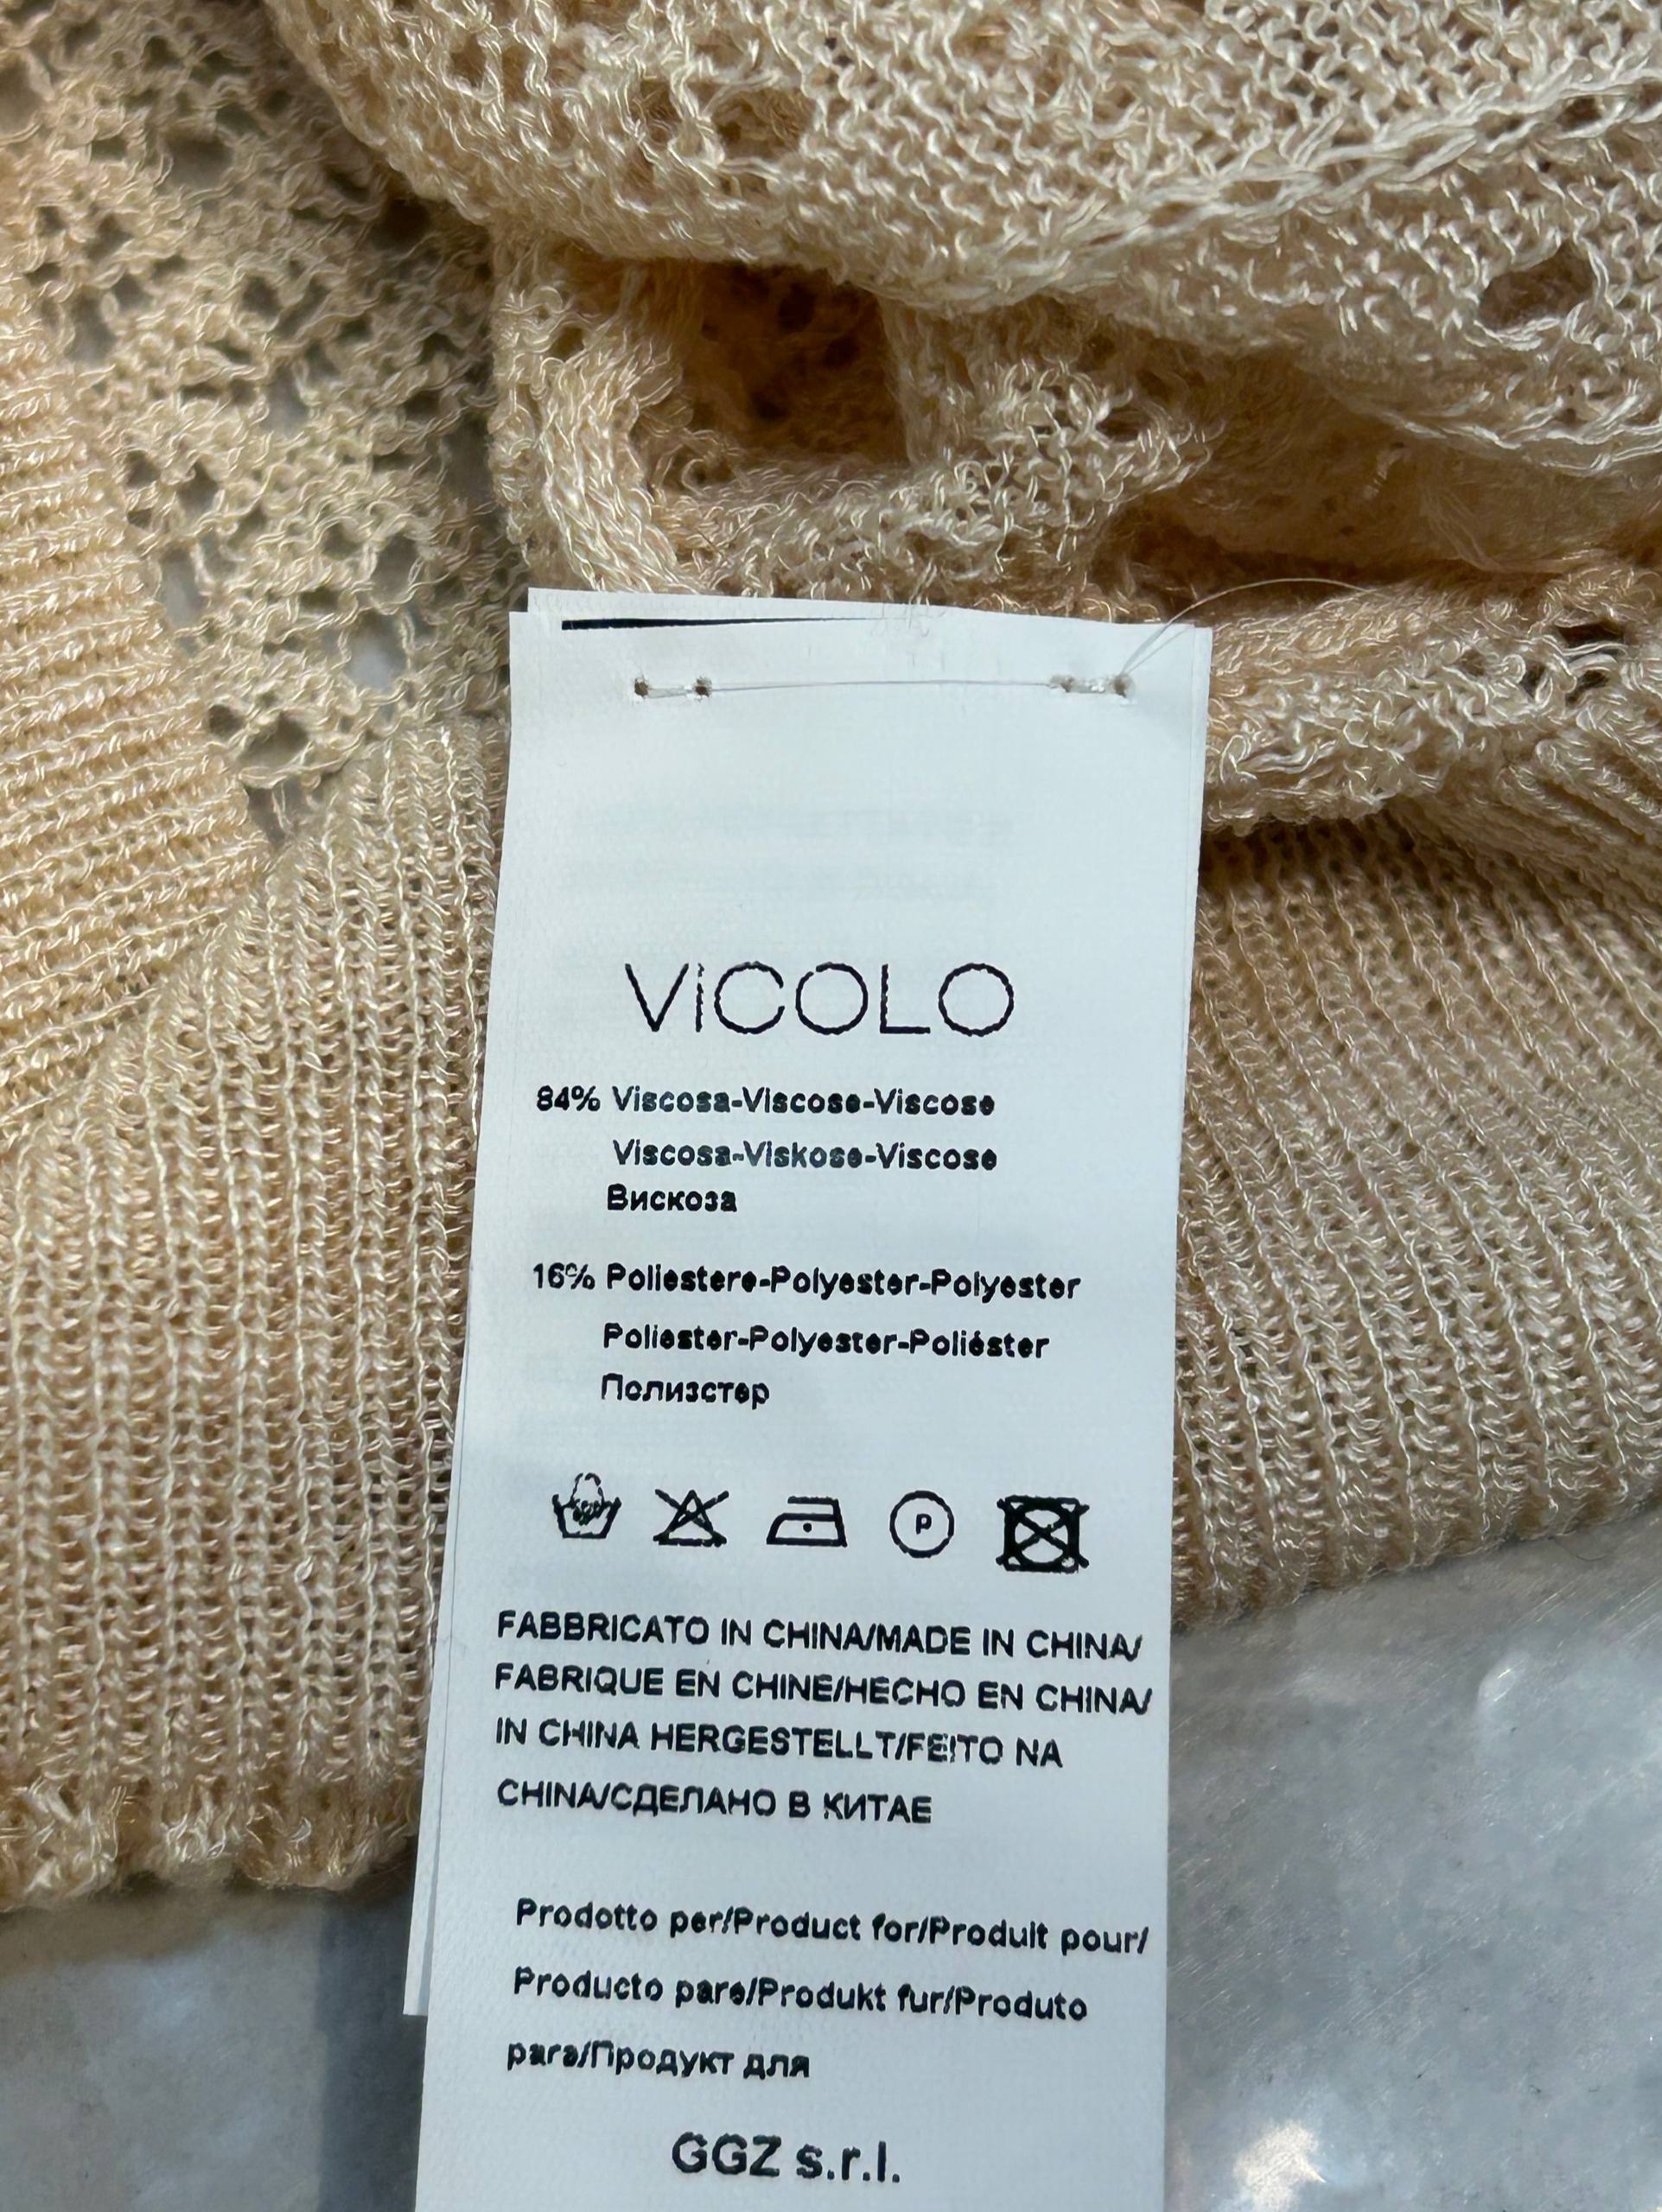 ViCOLO
84% Viscosa-Viscose-Viscose
Viscosa-Viskose-Viscose
Вискоза
16% Poliestere-Polyester-Polyester
Poliester-Polyester-Poliéster
Полизстер
P
FABBRICATO IN CHINA/MADE IN CHINA/
FABRIQUE EN CHINE/HECHO EN CHINA/
IN CHINA HERGESTELLT/FEITO NA
CHINA/СДЕЛАНО В КИТАЕ
Prodotto per/Product for/Produit pour/
Producto para/Produkt fur/Produto
para/Продукт для
GGZ s.r.l.